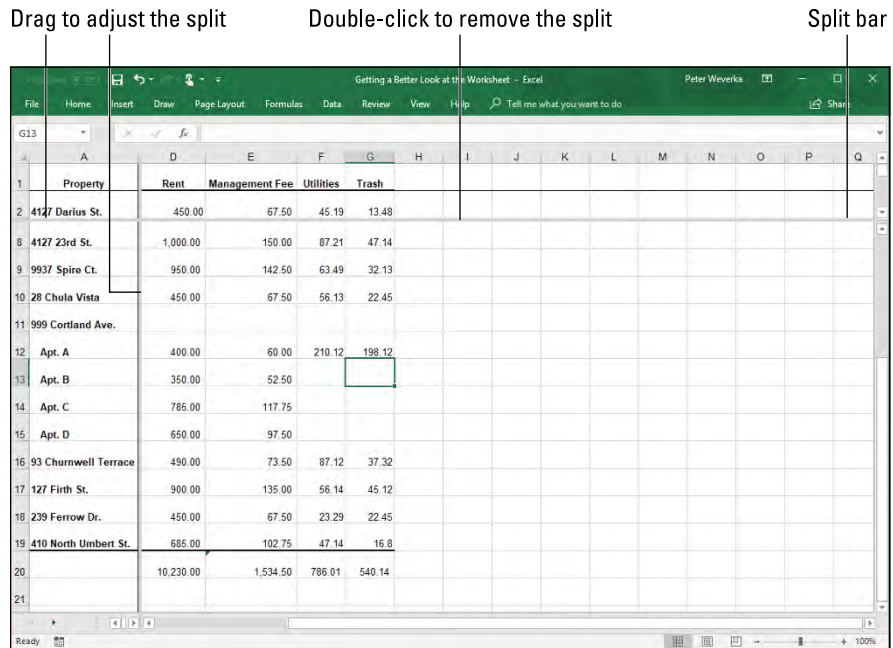 Drag to adjust the split Double-click to remove the split Split bar
Getting a Better Look at the Worksheet - Excel Peter Weverka
File Home Insert Draw Page Layout Formulas Data Review View Help Tell me what you want to do Share
G13 fx
A D E F G H I J K L M N O P Q
1 Property Rent Management Fee Utilities Trash
2 4127 Darius St. 450.00 67.50 45.19 13.48
8 4127 23rd St. 1,000.00 150.00 87.21 47.14
9 9937 Spire Ct. 950.00 142.50 63.49 32.13
10 28 Chula Vista 450.00 67.50 56.13 22.45
11 999 Cortland Ave.
12 Apt. A 400.00 60.00 210.12 198.12
13 Apt. B 350.00 52.50
14 Apt. C 785.00 117.75
15 Apt. D 650.00 97.50
16 93 Churnwell Terrace 490.00 73.50 87.12 37.32
17 127 Firth St. 900.00 135.00 56.14 45.12
18 239 Ferrow Dr. 450.00 67.50 23.29 22.45
19 410 North Umbert St. 685.00 102.75 47.14 16.8
20 10,230.00 1,534.50 786.01 540.14
21
Ready 100%